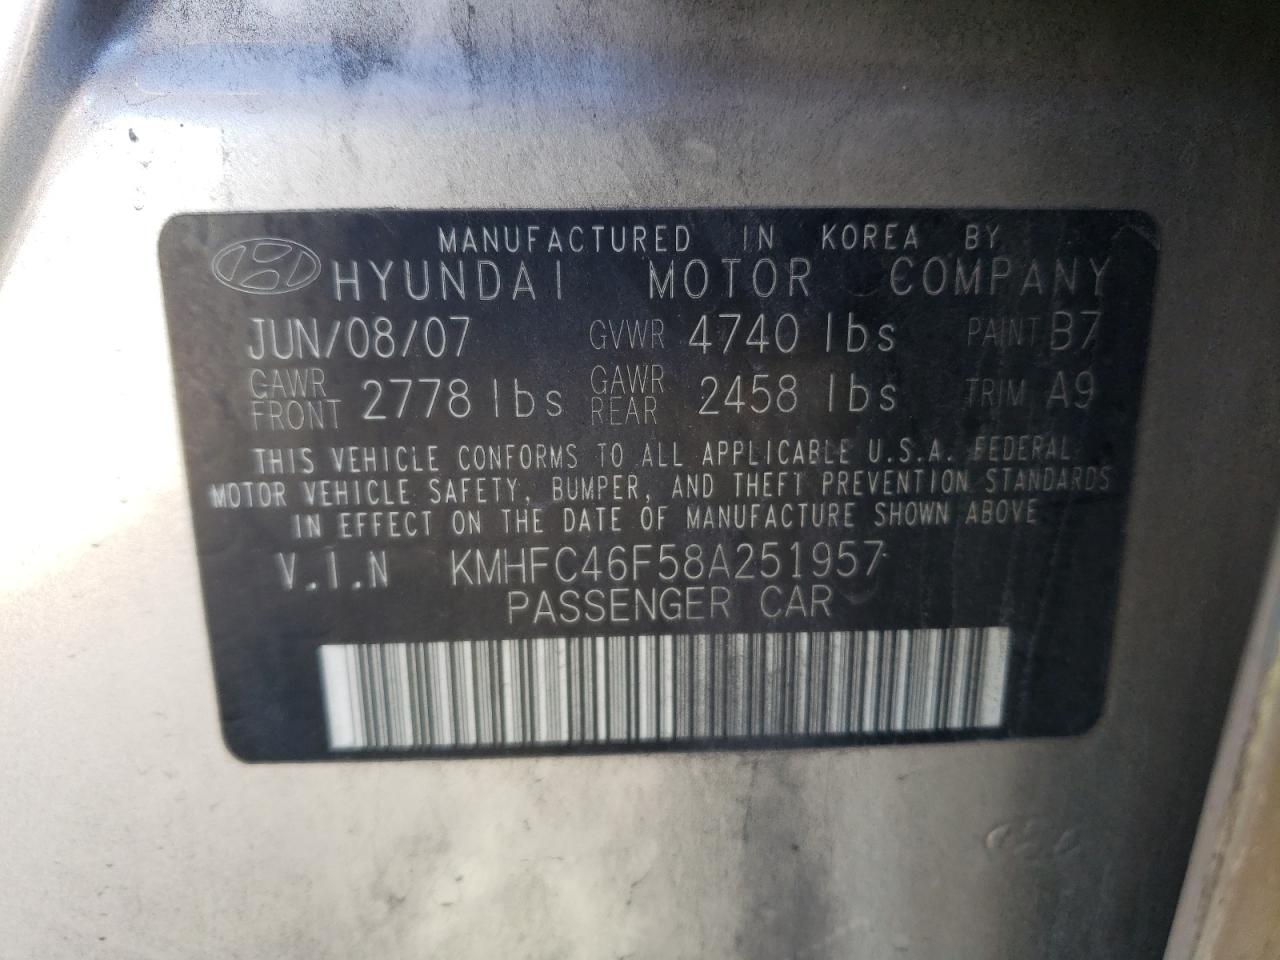 MANUFACTURED IN KOREA BY
HYUNDAI MOTOR COMPANY
JUN/08/07 GVWR 4740 lbs PAINT B7
GAWR FRONT 2778 lbs GAWR REAR 2458 lbs TRIM A9
THIS VEHICLE CONFORMS TO ALL APPLICABLE U.S.A. FEDERAL
MOTOR VEHICLE SAFETY, BUMPER, AND THEFT PREVENTION STANDARDS
IN EFFECT ON THE DATE OF MANUFACTURE SHOWN ABOVE
V.I.N KMHFC46F58A251957
PASSENGER CAR